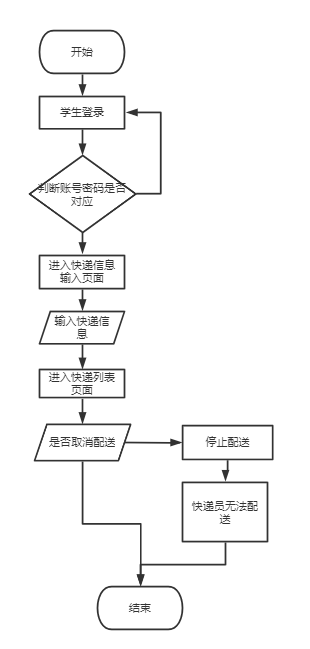 开始
学生登录
判断账号密码是否
对应
进入快递信息
输入页面
输入快递信
息
进入快递列表
页面
是否取消配送
停止配送
快递员无法配
送
结束